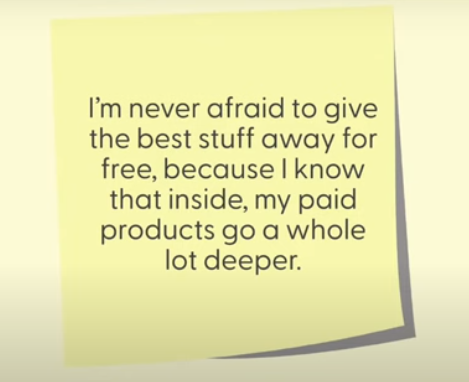 I'm never afraid to give
the best stuff away for
free, because I know
that inside, my paid
products go a whole
lot deeper.